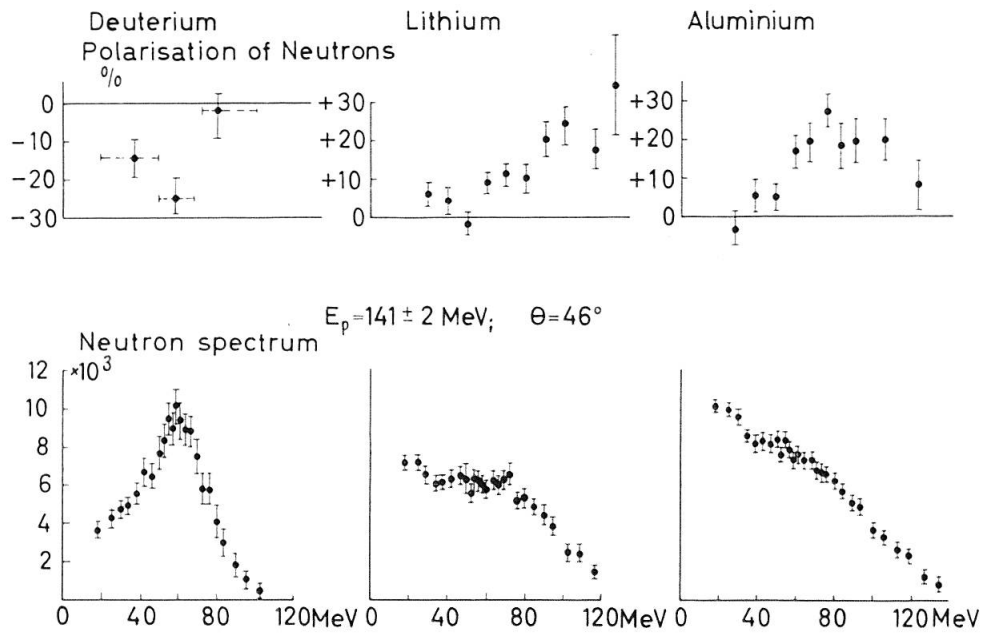 Deuterium Lithium Aluminium
Polarisation of Neutrons
%
0 +30 +30
-10 +20 +20
-20 +10 +10
-30 0 0
E_p=141 ± 2 MeV; Θ=46°
Neutron spectrum
12 ×10³
10
8
6
4
2
0 40 80 120MeV 0 40 80 120MeV 0 40 80 120 MeV